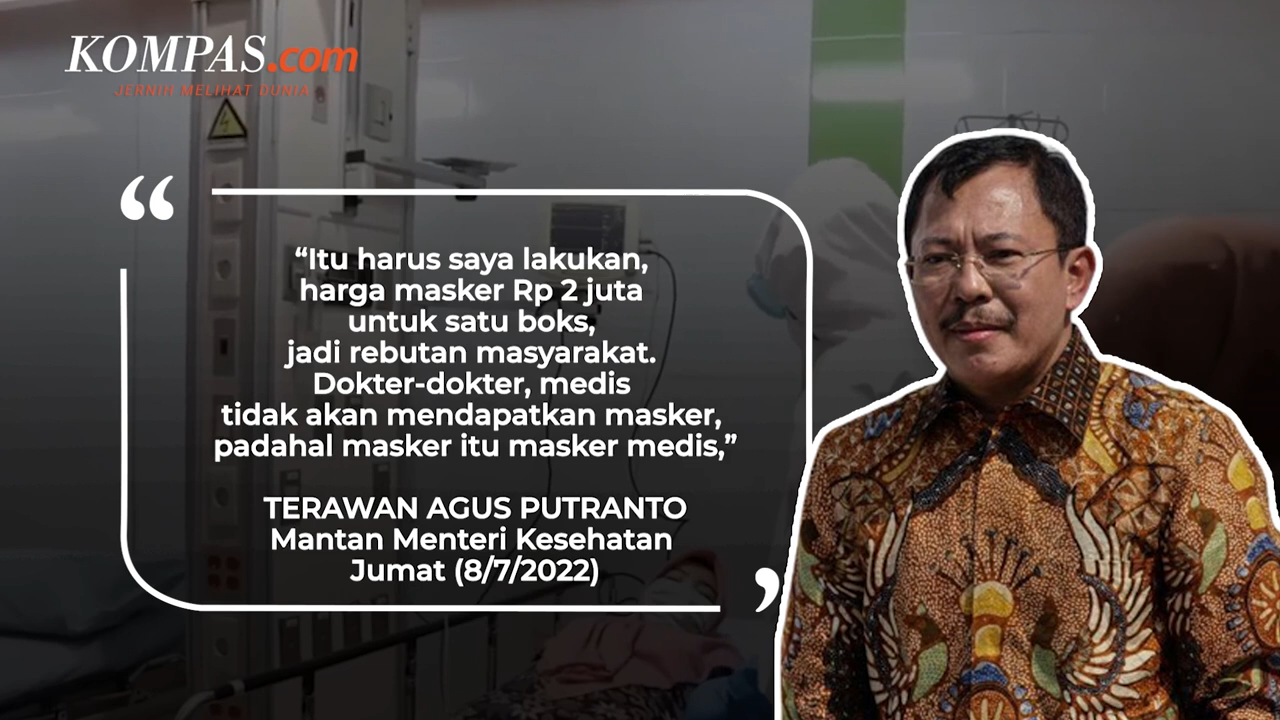 KOMPAS.com
JERNIH MELIHAT DUNIA
“Itu harus saya lakukan,
harga masker Rp 2 juta
untuk satu boks,
jadi rebutan masyarakat.
Dokter-dokter, medis
tidak akan mendapatkan masker,
padahal masker itu masker medis,”
TERAWAN AGUS PUTRANTO
Mantan Menteri Kesehatan
Jumat (8/7/2022)